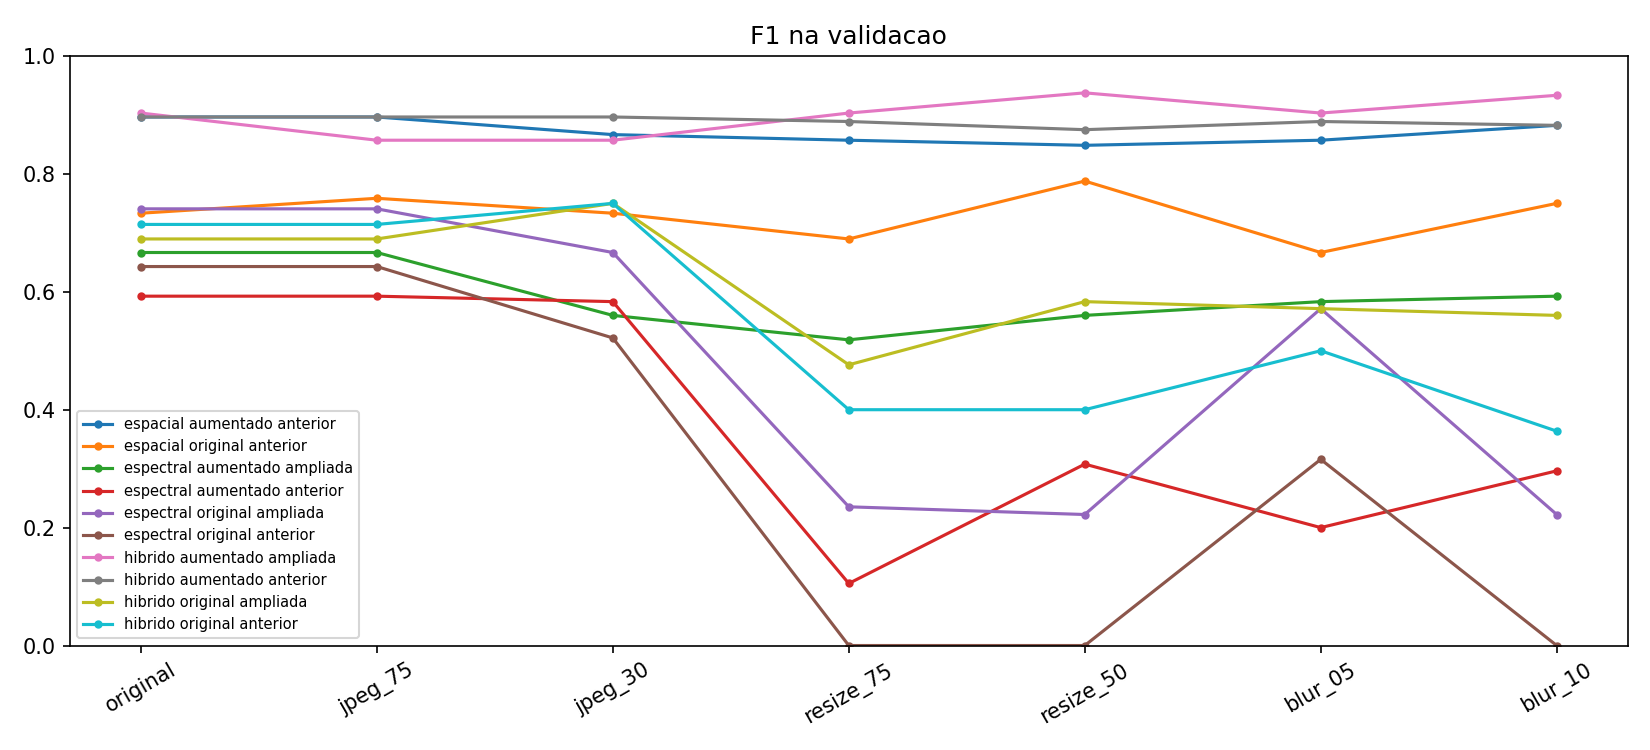 F1 na validacao
1.0
0.8
0.6
0.4
0.2
0.0
espacial aumentado anterior
espacial original anterior
espectral aumentado ampliada
espectral aumentado anterior
espectral original ampliada
espectral original anterior
hibrido aumentado ampliada
hibrido aumentado anterior
hibrido original ampliada
hibrido original anterior
original
jpeg_75
jpeg_30
resize_75
resize_50
blur_05
blur_10